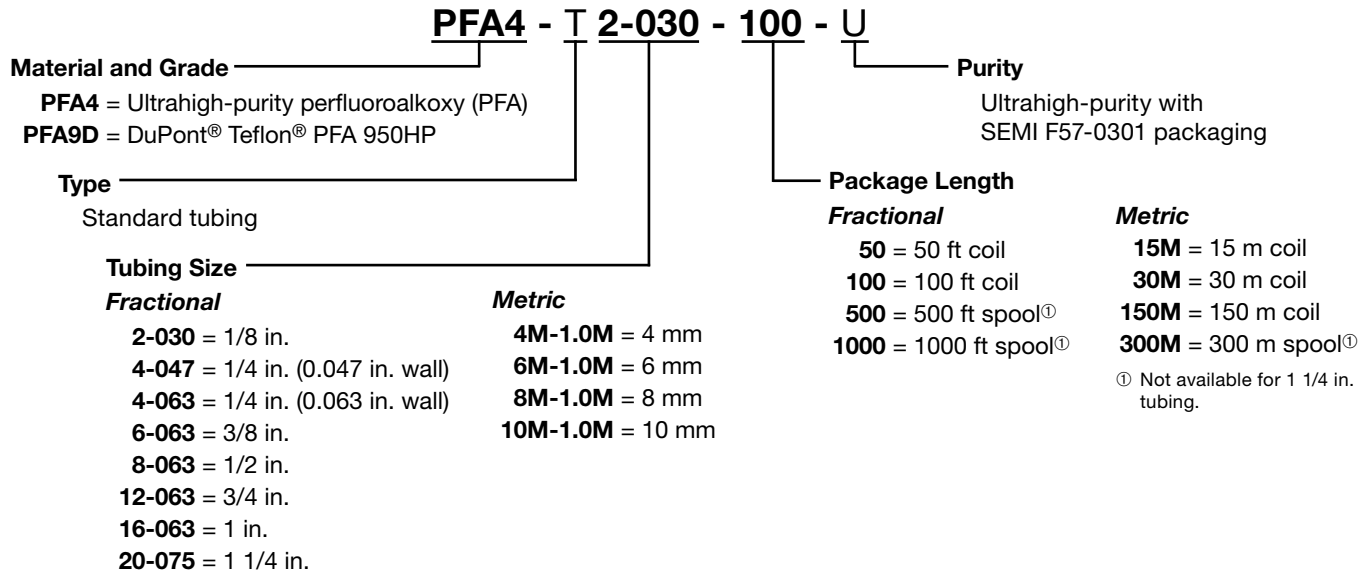 PFA4 - T 2-030 - 100 - U
Material and Grade
PFA4 = Ultrahigh-purity perfluoroalkoxy (PFA)
PFA9D = DuPont® Teflon® PFA 950HP
Type
Standard tubing
Tubing Size
Fractional
2-030 = 1/8 in.
4-047 = 1/4 in. (0.047 in. wall)
4-063 = 1/4 in. (0.063 in. wall)
6-063 = 3/8 in.
8-063 = 1/2 in.
12-063 = 3/4 in.
16-063 = 1 in.
20-075 = 1 1/4 in.
Metric
4M-1.0M = 4 mm
6M-1.0M = 6 mm
8M-1.0M = 8 mm
10M-1.0M = 10 mm
Purity
Ultrahigh-purity with
SEMI F57-0301 packaging
Package Length
Fractional
50 = 50 ft coil
100 = 100 ft coil
500 = 500 ft spool①
1000 = 1000 ft spool①
Metric
15M = 15 m coil
30M = 30 m coil
150M = 150 m coil
300M = 300 m spool①
① Not available for 1 1/4 in.
tubing.